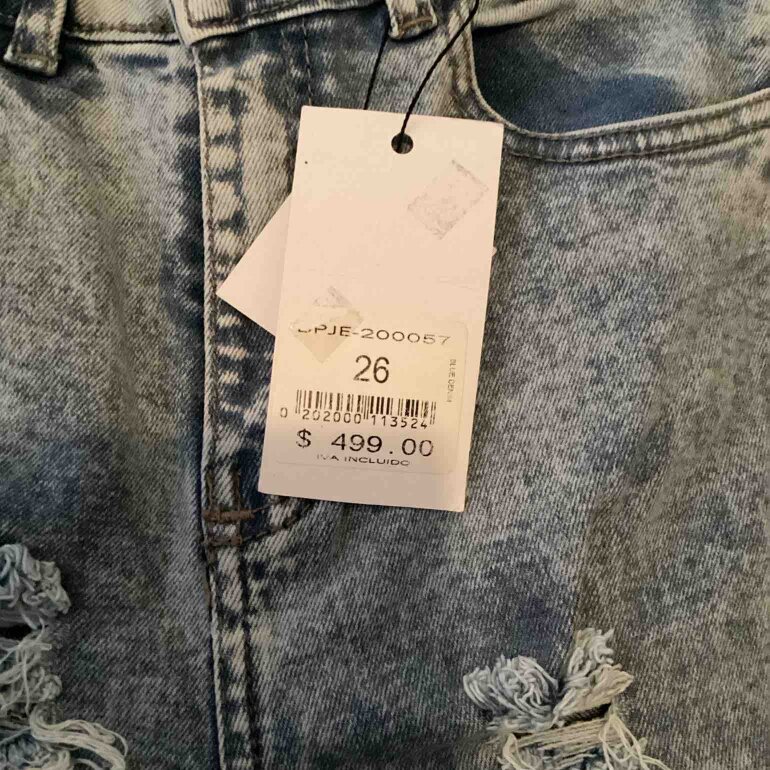 DPJE-200057
26
BLUE DENIM
0 202000 113524
$ 499.00
IVA INCLUIDO